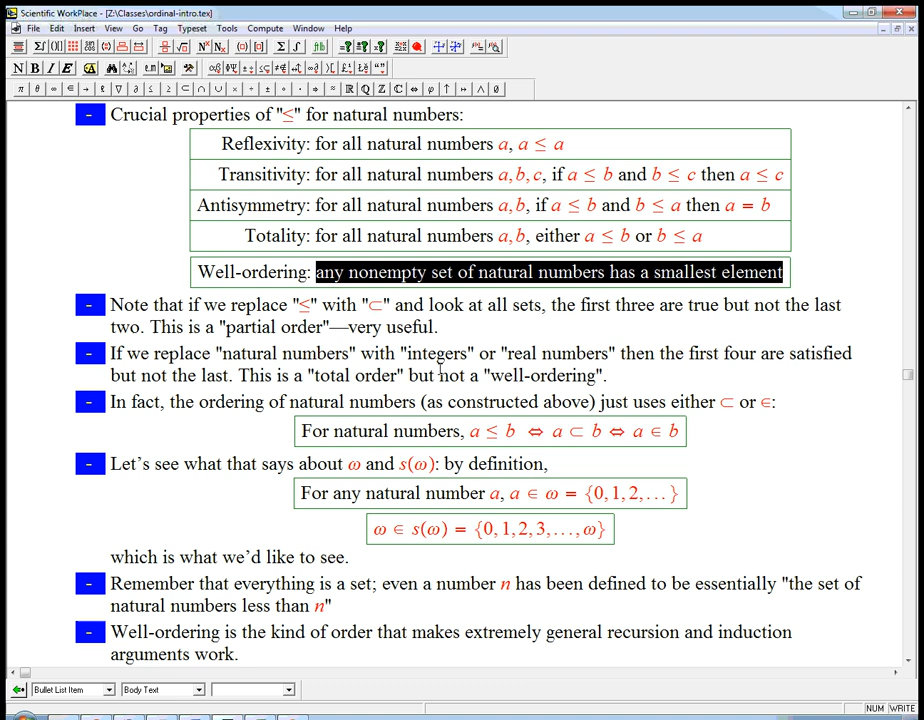 Scientific WorkPlace - [Z:\Classes\ordinal-intro.tex]
File Edit Insert View Go Tag Typeset Tools Compute Window Help
- Crucial properties of "≤" for natural numbers:
Reflexivity: for all natural numbers a, a ≤ a
Transitivity: for all natural numbers a, b, c, if a ≤ b and b ≤ c then a ≤ c
Antisymmetry: for all natural numbers a, b, if a ≤ b and b ≤ a then a = b
Totality: for all natural numbers a, b, either a ≤ b or b ≤ a
Well-ordering: any nonempty set of natural numbers has a smallest element
- Note that if we replace "≤" with "⊂" and look at all sets, the first three are true but not the last
two. This is a "partial order"—very useful.
- If we replace "natural numbers" with "integers" or "real numbers" then the first four are satisfied
but not the last. This is a "total order" but not a "well-ordering".
- In fact, the ordering of natural numbers (as constructed above) just uses either ⊂ or ∈:
For natural numbers, a ≤ b ⇔ a ⊂ b ⇔ a ∈ b
- Let's see what that says about ω and s(ω): by definition,
For any natural number a, a ∈ ω = {0, 1, 2, …}
ω ∈ s(ω) = {0, 1, 2, 3, …, ω}
which is what we'd like to see.
- Remember that everything is a set; even a number n has been defined to be essentially "the set of
natural numbers less than n"
- Well-ordering is the kind of order that makes extremely general recursion and induction
arguments work.
Bullet List Item Body Text
NUM WRITE